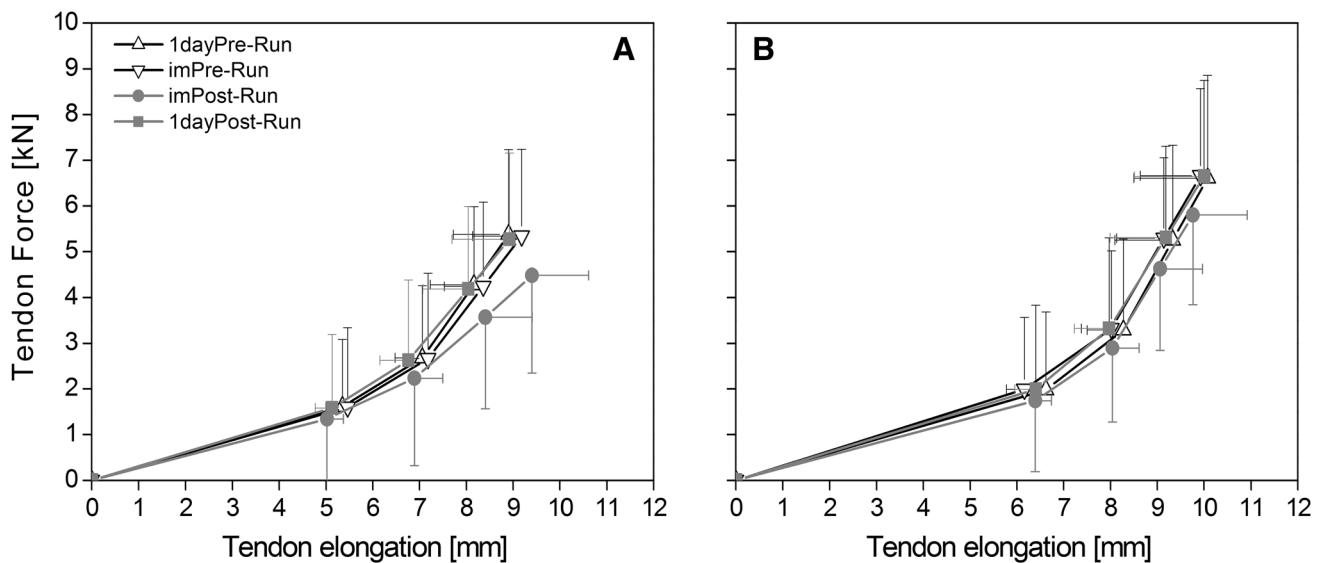 10
9
8
7
6
5
4
3
2
1
0
Tendon Force [kN]
1dayPre-Run
imPre-Run
imPost-Run
1dayPost-Run
A
0 1 2 3 4 5 6 7 8 9 10 11 12
Tendon elongation [mm]
B
0 1 2 3 4 5 6 7 8 9 10 11 12
Tendon elongation [mm]